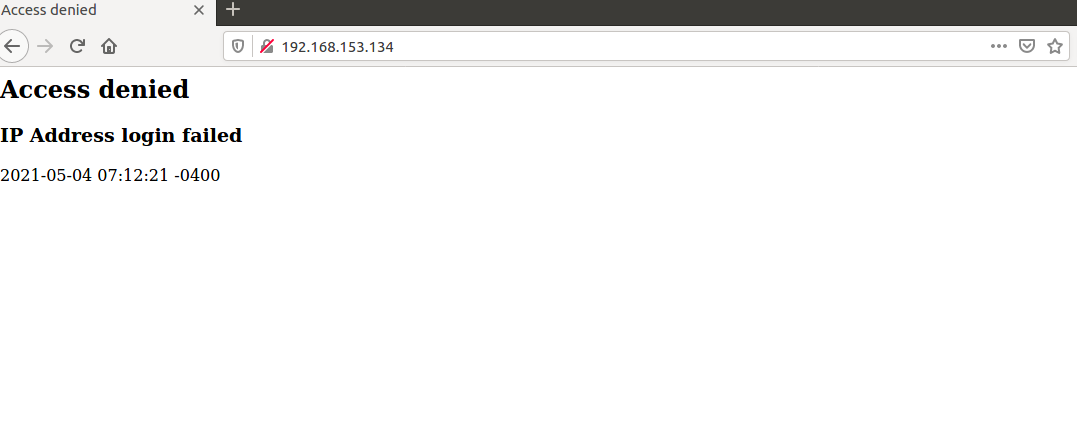 Access denied
192.168.153.134
Access denied
IP Address login failed
2021-05-04 07:12:21 -0400